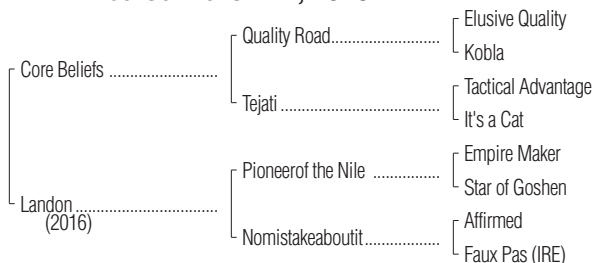 Elusive Quality
Quality Road
Kobla
Core Beliefs
Tactical Advantage
Tejati
It's a Cat
Empire Maker
Pioneerof the Nile
Star of Goshen
Landon
(2016)
Affirmed
Nomistakeaboutit
Faux Pas (IRE)